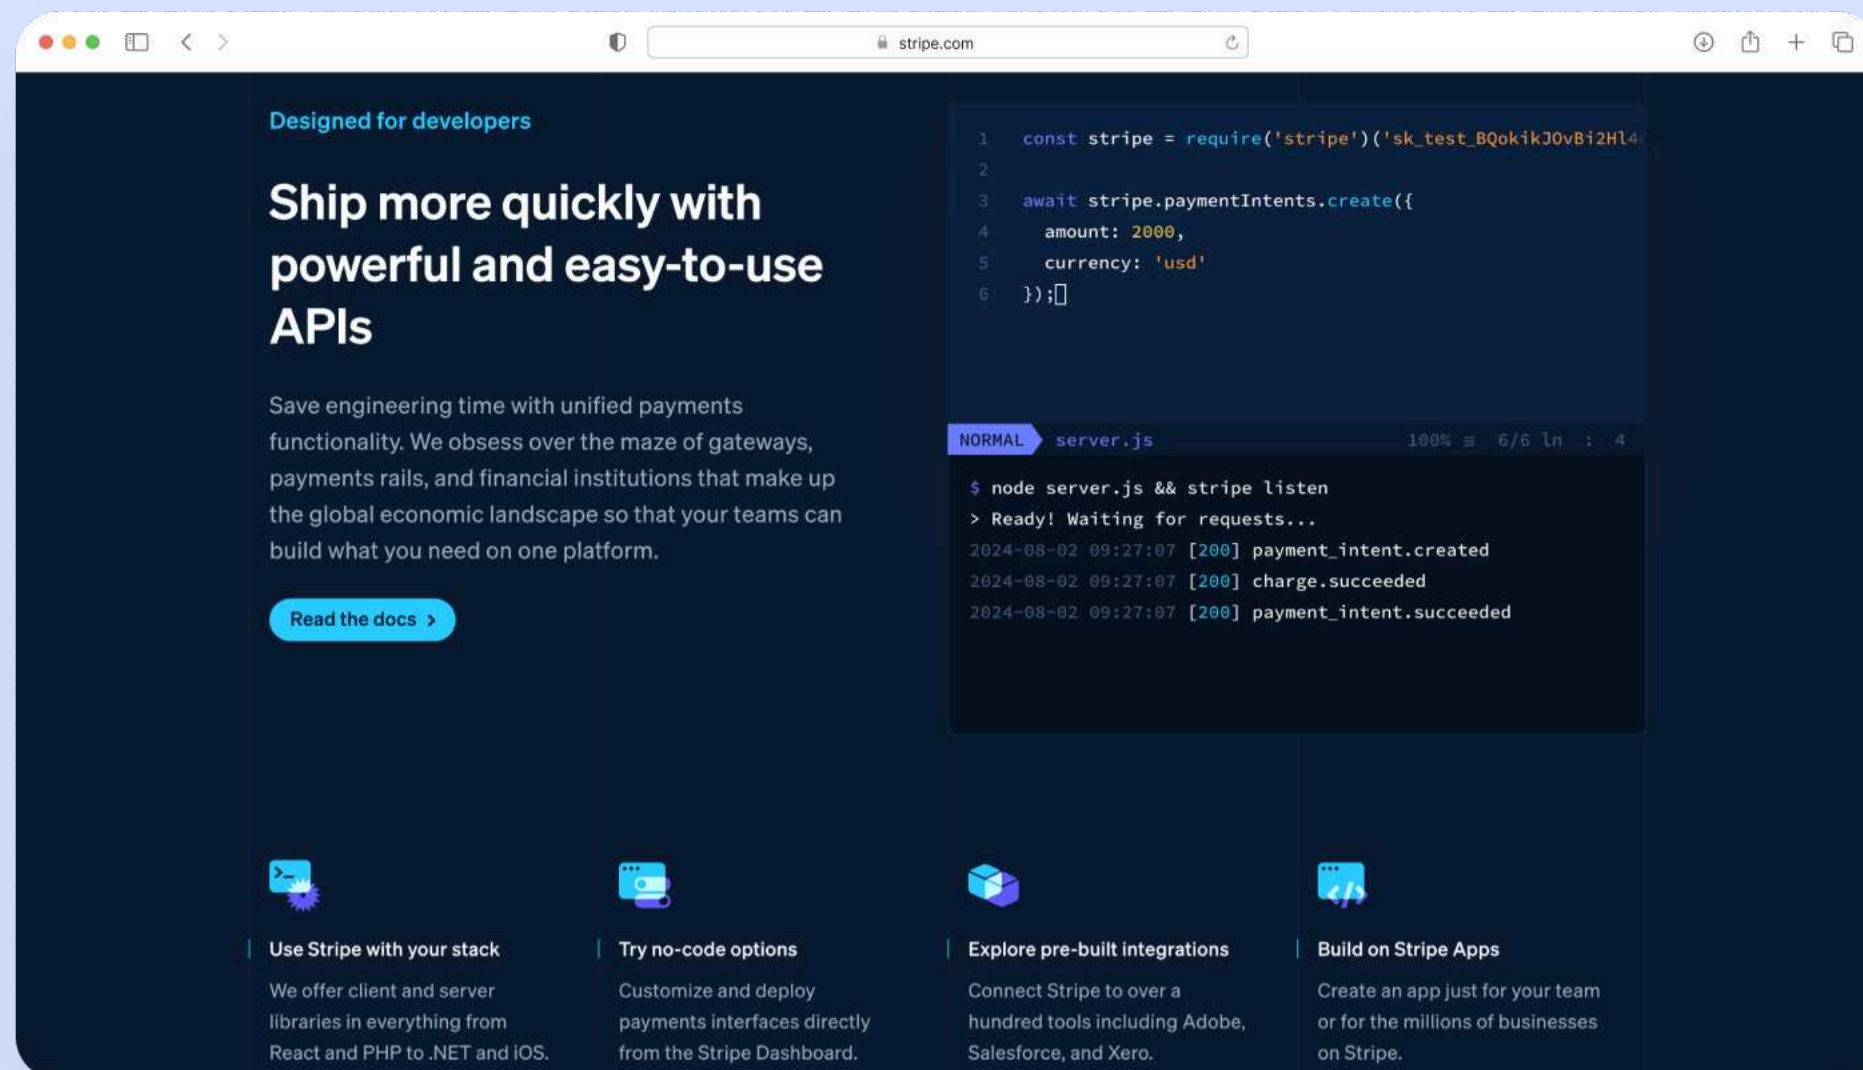 stripe.com
Designed for developers
Ship more quickly with
powerful and easy-to-use
APIs
Save engineering time with unified payments
functionality. We obsess over the maze of gateways,
payments rails, and financial institutions that make up
the global economic landscape so that your teams can
build what you need on one platform.
Read the docs >
1 const stripe = require('stripe')('sk_test_BQokikJOvBi2Hl4
2
3 await stripe.paymentIntents.create({
4 amount: 2000,
5 currency: 'usd'
6 });
NORMAL server.js 100% ≡ 6/6 ln : 4
$ node server.js && stripe listen
> Ready! Waiting for requests...
2024-08-02 09:27:07 [200] payment_intent.created
2024-08-02 09:27:07 [200] charge.succeeded
2024-08-02 09:27:07 [200] payment_intent.succeeded
Use Stripe with your stack
We offer client and server
libraries in everything from
React and PHP to .NET and iOS.
Try no-code options
Customize and deploy
payments interfaces directly
from the Stripe Dashboard.
Explore pre-built integrations
Connect Stripe to over a
hundred tools including Adobe,
Salesforce, and Xero.
Build on Stripe Apps
Create an app just for your team
or for the millions of businesses
on Stripe.